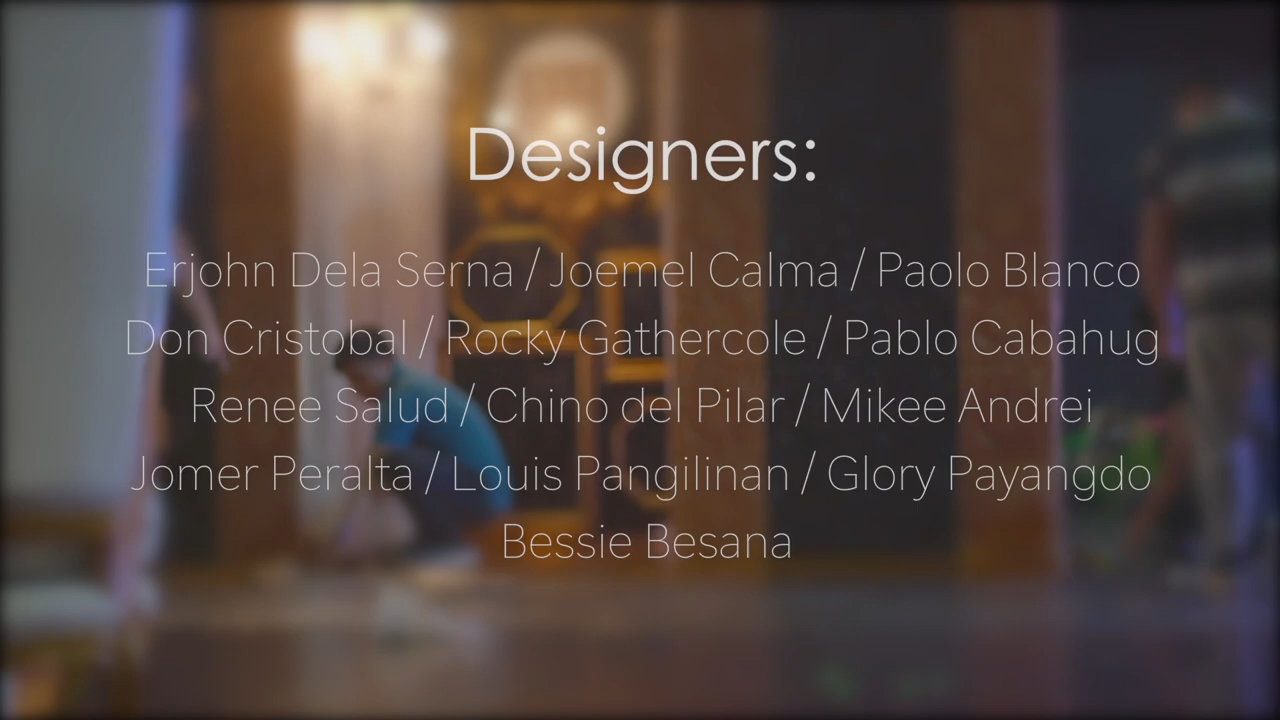 Designers:
Erjohn Dela Serna / Joemel Calma / Paolo Blanco
Don Cristobal / Rocky Gathercole / Pablo Cabahug
Renee Salud / Chino del Pilar / Mikee Andrei
Jomer Peralta / Louis Pangilinan / Glory Payangdo
Bessie Besana